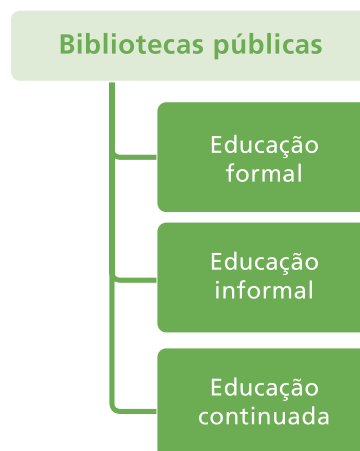 Bibliotecas públicas
Educação
formal
Educação
informal
Educação
continuada